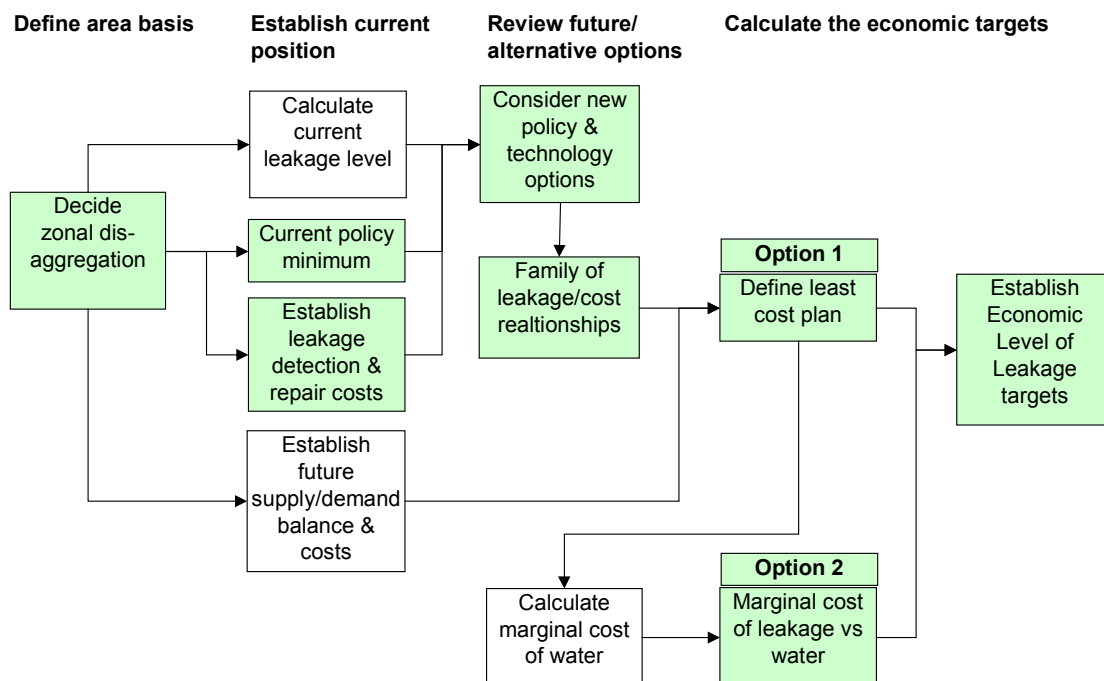 Define area basis
Establish current
position
Review future/
alternative options
Calculate the economic targets
Calculate
current
leakage level
Consider new
policy &
technology
options
Decide
zonal dis-
aggregation
Current policy
minimum
Establish
leakage
detection &
repair costs
Family of
leakage/cost
realtionships
Option 1
Define least
cost plan
Establish
Economic
Level of
Leakage
targets
Establish
future
supply/demand
balance &
costs
Calculate
marginal cost
of water
Option 2
Marginal cost
of leakage vs
water